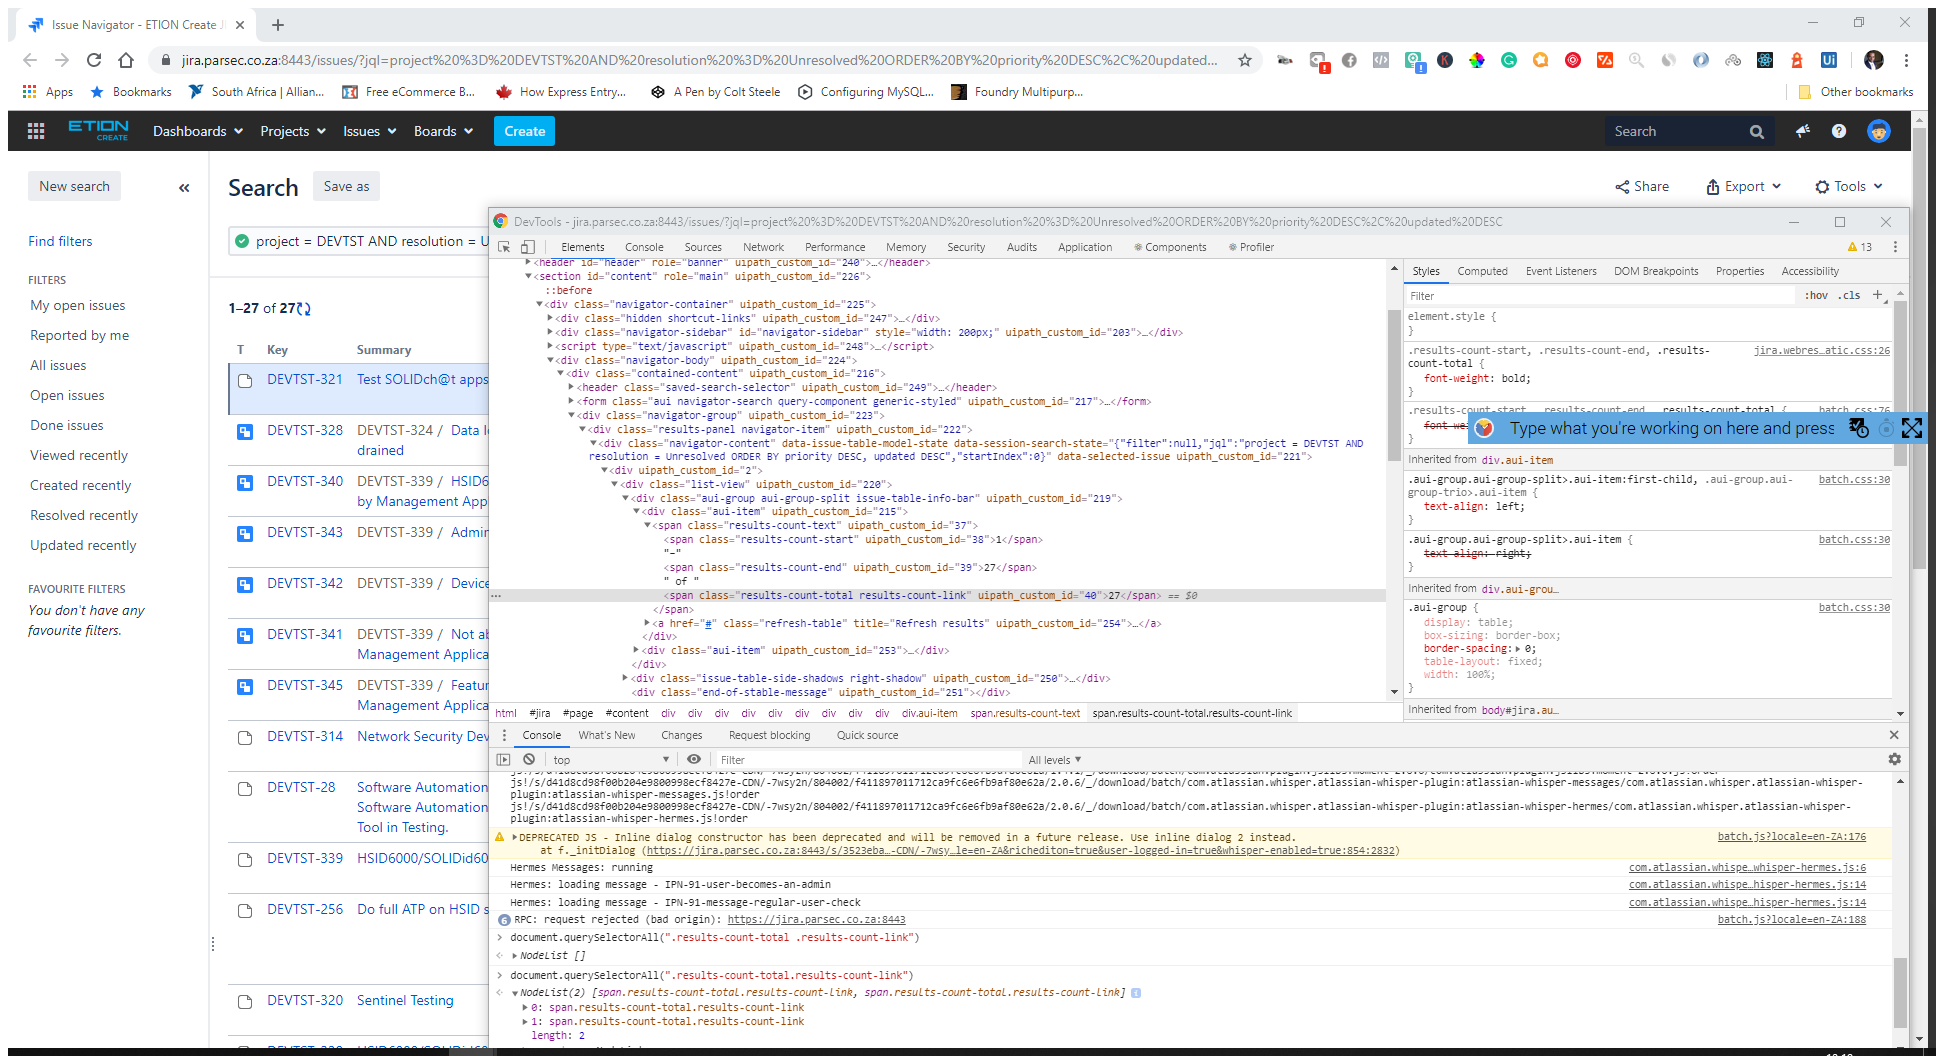 Issue Navigator - ETION Create J
jira.parsec.co.za:8443/issues/?jql=project%20%3D%20DEVTST%20AND%20resolution%20%3D%20Unresolved%20ORDER%20BY%20priority%20DESC%2C%20updated...
Apps Bookmarks South Africa | Allian... Free eCommerce B... How Express Entry... A Pen by Colt Steele Configuring MySQL... Foundry Multipurp... Other bookmarks
ETION CREATE Dashboards Projects Issues Boards Create Search
New search « Search Save as Share Export Tools
Find filters
FILTERS
My open issues
Reported by me
All issues
Open issues
Done issues
Viewed recently
Created recently
Resolved recently
Updated recently
FAVOURITE FILTERS
You don't have any
favourite filters.
project = DEVTST AND resolution = U
1–27 of 27
T Key Summary
DEVTST-321 Test SOLIDch@t apps
DEVTST-328 DEVTST-324 / Data l
drained
DEVTST-340 DEVTST-339 / HSID6
by Management App
DEVTST-343 DEVTST-339 / Admin
DEVTST-342 DEVTST-339 / Device
DEVTST-341 DEVTST-339 / Not ab
Management Applica
DEVTST-345 DEVTST-339 / Featur
Management Applica
DEVTST-314 Network Security Dev
DEVTST-28 Software Automation
Software Automation
Tool in Testing.
DEVTST-339 HSID6000/SOLIDid60
DEVTST-256 Do full ATP on HSID s
DEVTST-320 Sentinel Testing
DevTools - jira.parsec.co.za:8443/issues/?jql=project%20%3D%20DEVTST%20AND%20resolution%20%3D%20Unresolved%20ORDER%20BY%20priority%20DESC%2C%20updated%20DESC
Elements Console Sources Network Performance Memory Security Audits Application Components Profiler 13
<header id="header" role="banner" uipath_custom_id="240">…</header>
<section id="content" role="main" uipath_custom_id="226">
::before
<div class="navigator-container" uipath_custom_id="225">
<div class="hidden shortcut-links" uipath_custom_id="247">…</div>
<div class="navigator-sidebar" id="navigator-sidebar" style="width: 200px;" uipath_custom_id="203">…</div>
<script type="text/javascript" uipath_custom_id="248">…</script>
<div class="navigator-body" uipath_custom_id="224">
<div class="contained-content" uipath_custom_id="216">
<header class="saved-search-selector" uipath_custom_id="249">…</header>
<form class="aui navigator-search query-component generic-styled" uipath_custom_id="217">…</form>
<div class="navigator-group" uipath_custom_id="223">
<div class="results-panel navigator-item" uipath_custom_id="222">
<div class="navigator-content" data-issue-table-model-state data-session-search-state="{"filter":null,"jql":"project = DEVTST AND
resolution = Unresolved ORDER BY priority DESC, updated DESC","startIndex":0}" data-selected-issue uipath_custom_id="221">
<div uipath_custom_id="2">
<div class="list-view" uipath_custom_id="220">
<div class="aui-group aui-group-split issue-table-info-bar" uipath_custom_id="219">
<div class="aui-item" uipath_custom_id="215">
<span class="results-count-text" uipath_custom_id="37">
<span class="results-count-start" uipath_custom_id="38">1</span>
"–"
<span class="results-count-end" uipath_custom_id="39">27</span>
" of "
<span class="results-count-total results-count-link" uipath_custom_id="40">27</span> == $0
</span>
<a href="#" class="refresh-table" title="Refresh results" uipath_custom_id="254">…</a>
</div>
<div class="aui-item" uipath_custom_id="253">…</div>
</div>
<div class="issue-table-side-shadows right-shadow" uipath_custom_id="250">…</div>
<div class="end-of-stable-message" uipath_custom_id="251"></div>
html #jira #page #content div div div div div div div div div div.aui-item span.results-count-text span.results-count-total.results-count-link
Styles Computed Event Listeners DOM Breakpoints Properties Accessibility
Filter :hov .cls +
element.style {
}
.results-count-start, .results-count-end, .results- jira.webres…atic.css:26
count-total {
font-weight: bold;
}
.results-count-start, .results-count-end, .results-count-total { batch.css:76
font-we
}
Type what you're working on here and press
Inherited from div.aui-item
.aui-group.aui-group-split>.aui-item:first-child, .aui-group.aui- batch.css:30
group-trio>.aui-item {
text-align: left;
}
.aui-group.aui-group-split>.aui-item { batch.css:30
text-align: right;
}
Inherited from div.aui-grou…
.aui-group { batch.css:30
display: table;
box-sizing: border-box;
border-spacing: 0;
table-layout: fixed;
width: 100%;
}
Inherited from body#jira.au…
Console What's New Changes Request blocking Quick source
top Filter All levels
plugin:atlassian-whisper-messages.js!order
js!/s/d41d8cd98f00b204e9800998ecf8427e-CDN/-7wsy2n/804002/f411897011712ca9fc6e6fb9af80e62a/2.0.6/_/download/batch/com.atlassian.whisper.atlassian-whisper-plugin:atlassian-whisper-hermes/com.atlassian.whisper.atlassian-whisper-
plugin:atlassian-whisper-hermes.js!order
DEPRECATED JS - Inline dialog constructor has been deprecated and will be removed in a future release. Use inline dialog 2 instead. batch.js?locale=en-ZA:176
at f._initDialog (https://jira.parsec.co.za:8443/s/3523eba…-CDN/-7wsy…le=en-ZA&richediton=true&user-logged-in=true&whisper-enabled=true:854:2832)
Hermes Messages: running com.atlassian.whispe…whisper-hermes.js:6
Hermes: loading message - IPN-91-user-becomes-an-admin com.atlassian.whispe…hisper-hermes.js:14
Hermes: loading message - IPN-91-message-regular-user-check com.atlassian.whispe…hisper-hermes.js:14
6 RPC: request rejected (bad origin): https://jira.parsec.co.za:8443 batch.js?locale=en-ZA:188
document.querySelectorAll(".results-count-total .results-count-link")
NodeList []
document.querySelectorAll(".results-count-total.results-count-link")
NodeList(2) [span.results-count-total.results-count-link, span.results-count-total.results-count-link]
0: span.results-count-total.results-count-link
1: span.results-count-total.results-count-link
length: 2